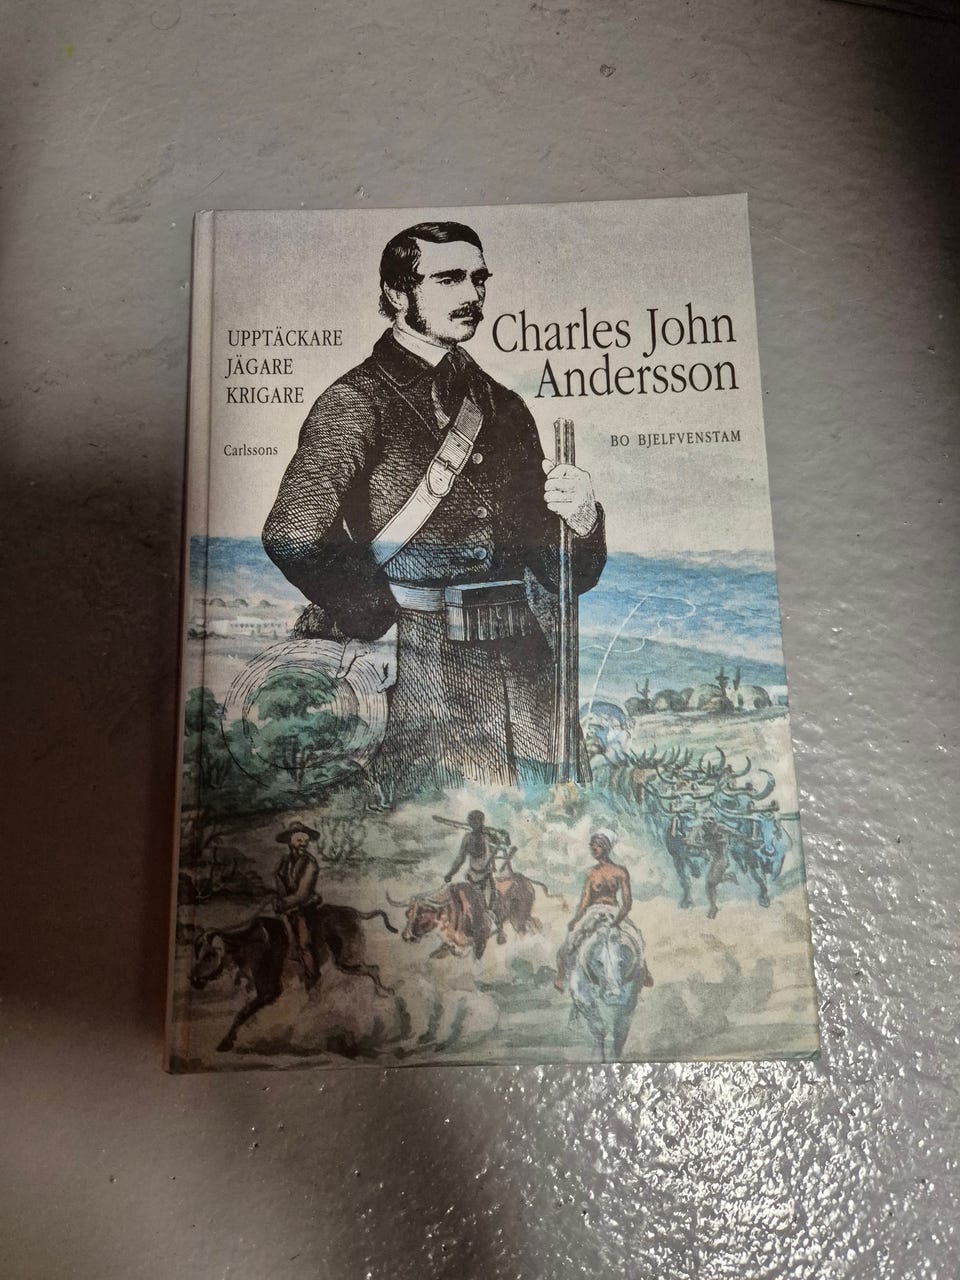 UPPTÄCKARE
JÄGARE
KRIGARE
Carlssons
Charles John
Andersson
BO BJELFVENSTAM